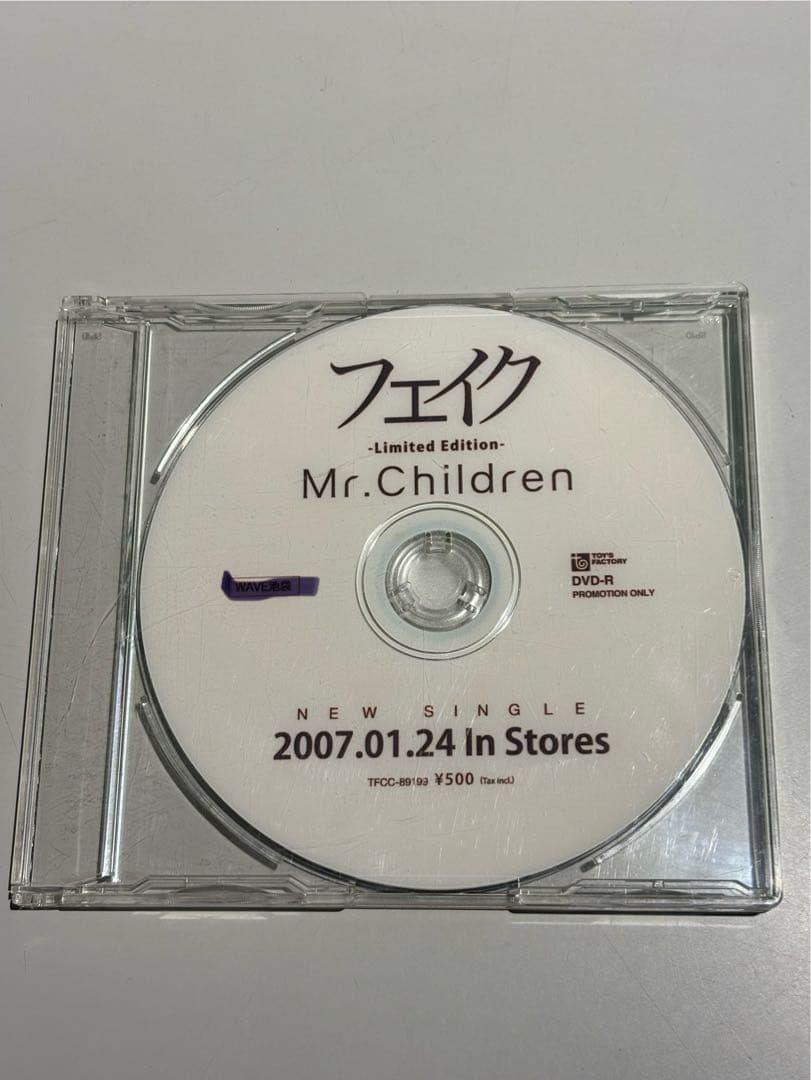 フェイク
-Limited Edition-
Mr.Children
WAVE池袋
TOY'S
FACTORY
DVD-R
PROMOTION ONLY
NEW SINGLE
2007.01.24 In Stores
TFCC-89199 ¥500 (Tax incl.)